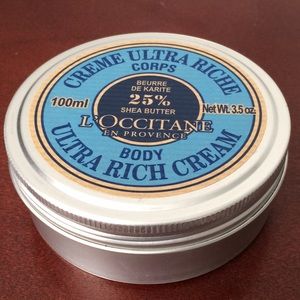 CREME ULTRA RICHE
CORPS
BEURRE
DE KARITE
100ml
25%
Net Wt. 3.5 oz.
SHEA BUTTER
L'OCCITANE
EN PROVENCE
BODY
ULTRA RICH CREAM